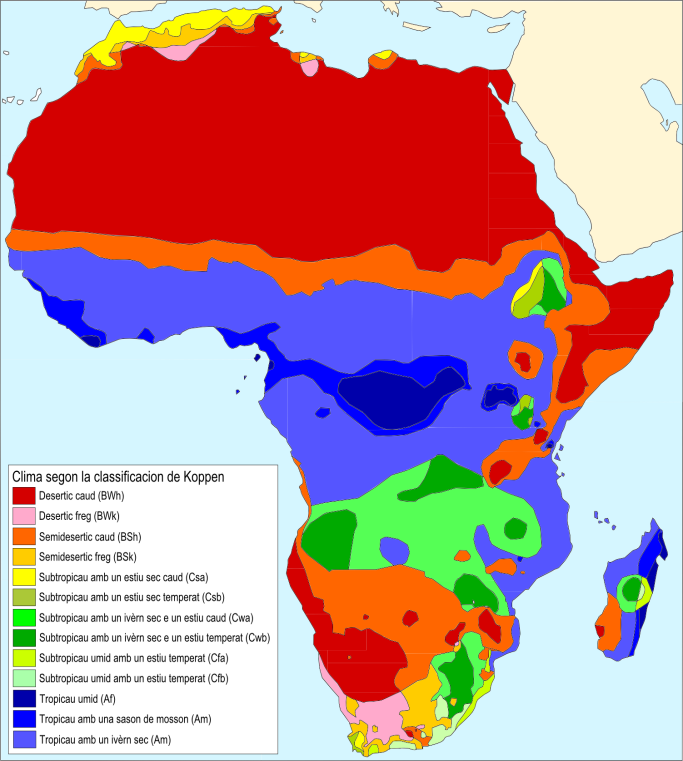 Clima segon la classificacion de Koppen
Desertic caud (BWh)
Desertic freg (BWk)
Semidesertic caud (BSh)
Semidesertic freg (BSk)
Subtropicau amb un estiu sec caud (Csa)
Subtropicau amb un estiu sec temperat (Csb)
Subtropicau amb un ivèrn sec e un estiu caud (Cwa)
Subtropicau amb un ivèrn sec e un estiu temperat (Cwb)
Subtropicau umid amb un estiu temperat (Cfa)
Subtropicau umid amb un estiu temperat (Cfb)
Tropicau umid (Af)
Tropicau amb una sason de mosson (Am)
Tropicau amb un ivèrn sec (Am)